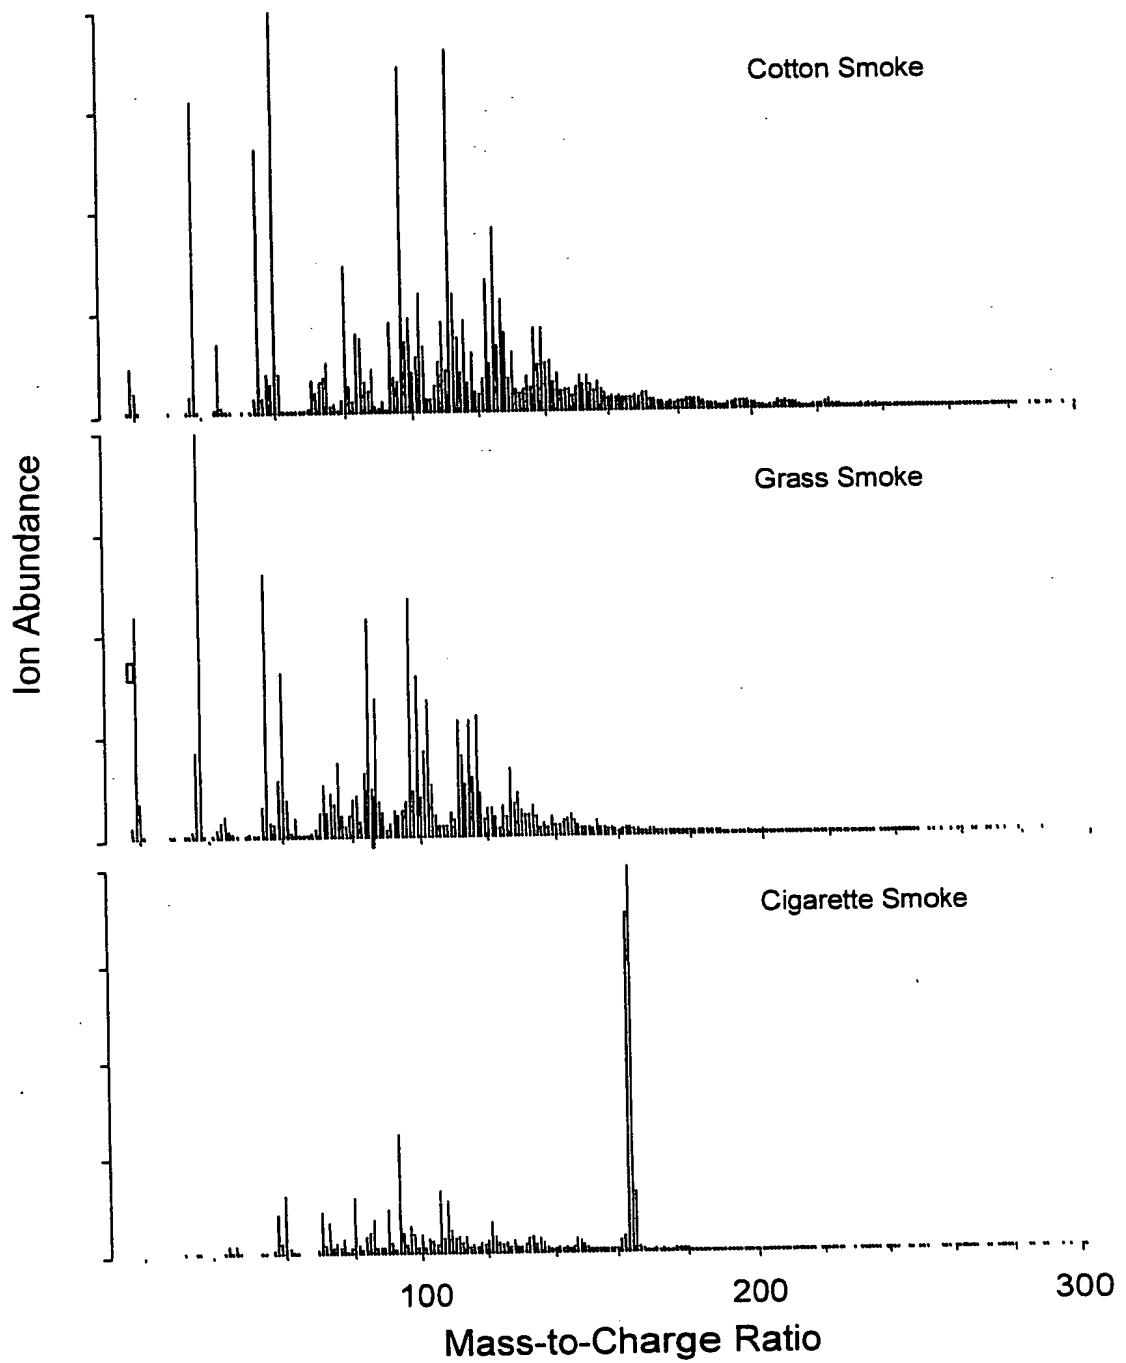 Cotton Smoke
Grass Smoke
Cigarette Smoke
Ion Abundance
100
200
300
Mass-to-Charge Ratio